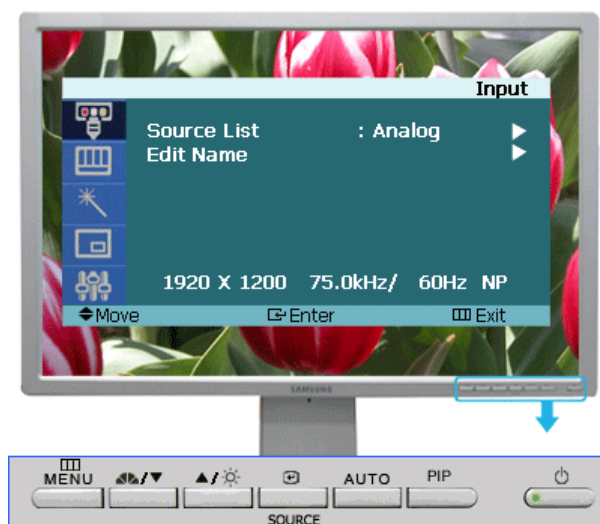 Input
Source List : Analog
Edit Name
1920 X 1200 75.0kHz/ 60Hz NP
Move Enter Exit
SAMSUNG
MENU / / AUTO PIP
SOURCE